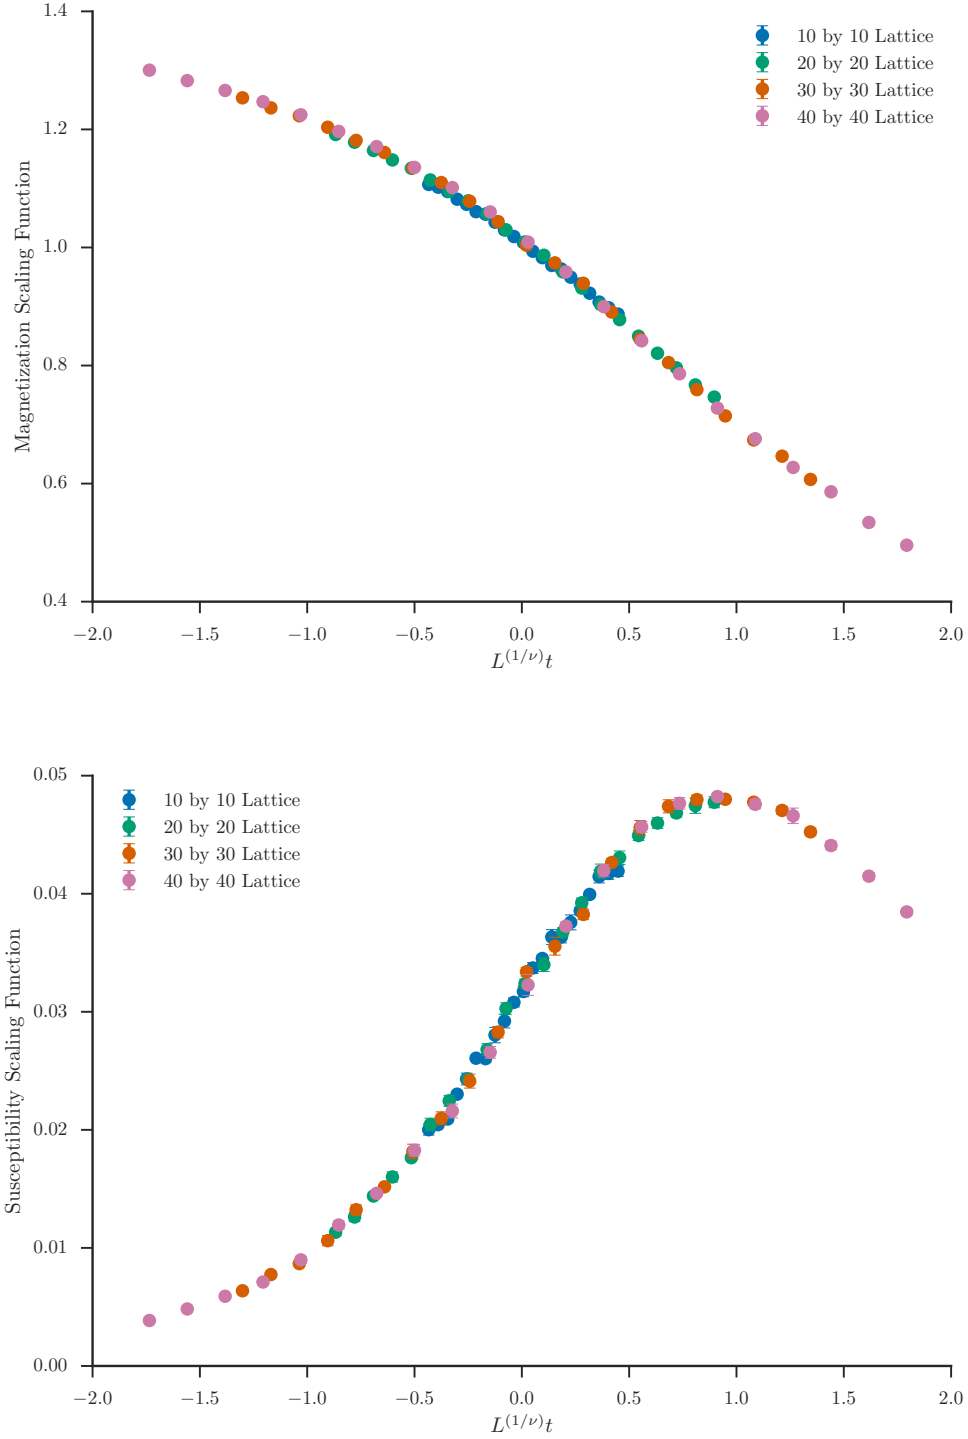 1.4
1.2
1.0
0.8
0.6
0.4
Magnetization Scaling Function
10 by 10 Lattice
20 by 20 Lattice
30 by 30 Lattice
40 by 40 Lattice
−2.0 −1.5 −1.0 −0.5 0.0 0.5 1.0 1.5 2.0
L^{(1/ν)}t
0.05
0.04
0.03
0.02
0.01
0.00
Susceptibility Scaling Function
10 by 10 Lattice
20 by 20 Lattice
30 by 30 Lattice
40 by 40 Lattice
−2.0 −1.5 −1.0 −0.5 0.0 0.5 1.0 1.5 2.0
L^{(1/ν)}t